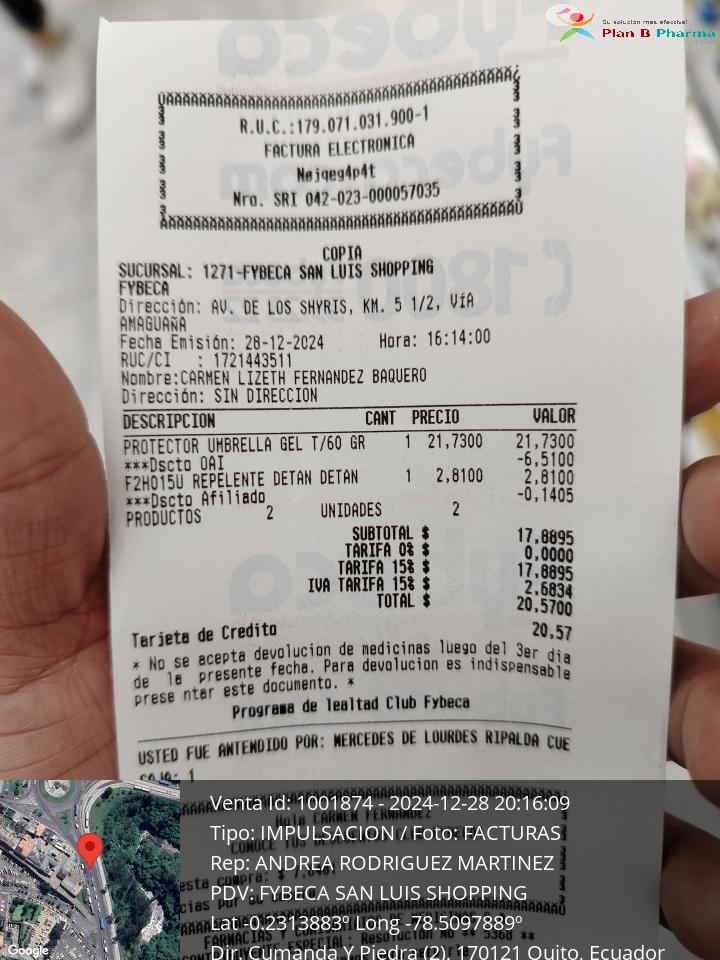 Su solución mas efectiva!
Plan B Pharma
R.U.C.:179.071.031.900-1
FACTURA ELECTRONICA
Nøjqeg4p4t
Nro. SRI 042-023-000057035
COPIA
SUCURSAL: 1271-FYBECA SAN LUIS SHOPPING
FYBECA
Dirección: AV. DE LOS SHYRIS, KM. 5 1/2, VíA
AMAGUAñA
Fecha Emisión: 28-12-2024 Hora: 16:14:00
RUC/CI : 1721443511
Nombre:CARMEN LIZETH FERNANDEZ BAQUERO
Dirección: SIN DIRECCION
DESCRIPCION CANT PRECIO VALOR
PROTECTOR UMBRELLA GEL T/60 GR 1 21,7300 21,7300
***Dscto OAI -6,5100
F2H015U REPELENTE DETAN DETAN 1 2,8100 2,8100
***Dscto Afiliado -0,1405
PRODUCTOS 2 UNIDADES 2
SUBTOTAL $ 17,8895
TARIFA 0% $ 0,0000
TARIFA 15% $ 17,8895
IVA TARIFA 15% $ 2,6834
TOTAL $ 20,5700
Tarjeta de Credito 20,57
* No se acepta devolucion de medicinas luego del 3er dia
de la presente fecha. Para devolucion es indispensable
prese ntar este documento. *
Programa de lealtad Club Fybeca
USTED FUE ANTENDIDO POR: MERCEDES DE LOURDES RIPALDA CUE
CAJA: 1
Hola CARMEN FERNANDEZ
Venta Id: 1001874 - 2024-12-28 20:16:09
Tipo: IMPULSACION / Foto: FACTURAS
Rep: ANDREA RODRIGUEZ MARTINEZ
PDV: FYBECA SAN LUIS SHOPPING
Lat -0.2313883º Long -78.5097889º
Dir: Cumanda Y Piedra (2), 170121 Quito, Ecuador
Google